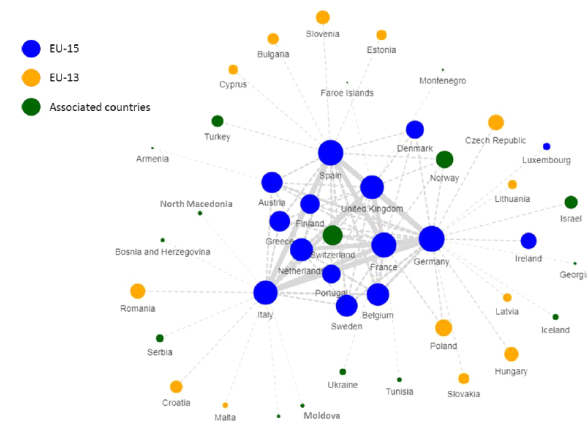 Slovenia
EU-15
Bulgaria
Estonia
EU-13
Cyprus
Faroe Islands
Montenegro
Associated countries
Turkey
Denmark
Czech Republic
Armenia
Spain
Norway
Luxembourg
Austria
Lithuania
North Macedonia
Finland
United Kingdom
Israel
Greece
Switzerland
France
Germany
Ireland
Bosnia and Herzegovina
Netherlands
Georgi
Portugal
Romania
Italy
Sweden
Belgium
Latvia
Iceland
Serbia
Poland
Hungary
Ukraine
Tunisia
Slovakia
Croatia
Malta
Moldova